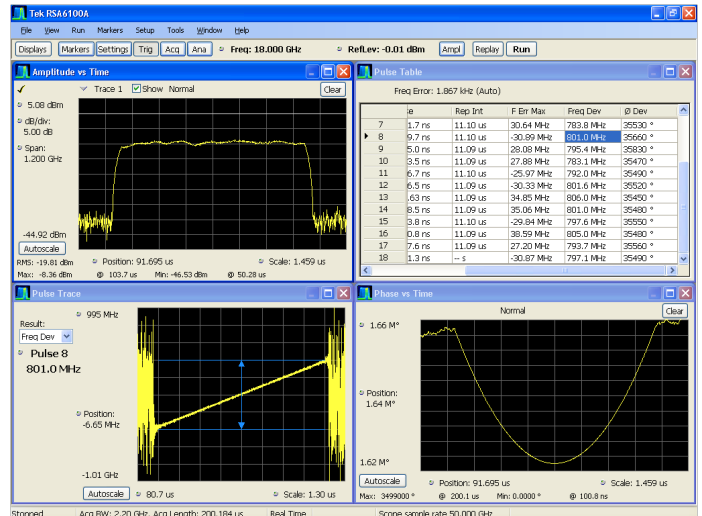 Tek RSA6100A
File View Run Markers Setup Tools Window Help
Displays Markers Settings Trig Acq Ana Freq: 18.000 GHz RefLev: -0.01 dBm Ampl Replay Run
Amplitude vs Time
Trace 1 Show Normal Clear
5.08 dBm
dB/div:
5.00 dB
Span:
1.200 GHz
-44.92 dBm
Autoscale
Position: 91.695 us Scale: 1.459 us
RMS: -19.81 dBm
Max: -8.36 dBm @ 103.7 us Min: -46.53 dBm @ 50.28 us
Pulse Table
Freq Error: 1.867 kHz (Auto)
e Rep Int F Err Max Freq Dev Ø Dev
7 1.7 ns 11.10 us 30.64 MHz 783.8 MHz 35530 °
8 9.7 ns 11.10 us -30.89 MHz 801.0 MHz 35660 °
9 5.0 ns 11.09 us 28.08 MHz 795.4 MHz 35830 °
10 3.5 ns 11.09 us 27.88 MHz 783.1 MHz 35470 °
11 6.7 ns 11.10 us -25.97 MHz 792.0 MHz 35490 °
12 6.5 ns 11.09 us -30.33 MHz 801.6 MHz 35520 °
13 .63 ns 11.09 us 34.85 MHz 806.0 MHz 35450 °
14 8.5 ns 11.09 us 35.06 MHz 801.0 MHz 35480 °
15 3.8 ns 11.10 us -29.84 MHz 797.6 MHz 35550 °
16 0.8 ns 11.09 us 38.59 MHz 805.0 MHz 35480 °
17 7.6 ns 11.09 us 27.20 MHz 793.7 MHz 35560 °
18 1.3 ns -- s -30.87 MHz 797.1 MHz 35490 °
Pulse Trace
Result:
Freq Dev
Pulse 8
801.0 MHz
995 MHz
Position:
-6.65 MHz
-1.01 GHz
Autoscale 80.7 us Scale: 1.30 us
Phase vs Time
Normal Clear
1.66 M°
Position:
1.64 M°
1.62 M°
Autoscale Position: 91.695 us Scale: 1.459 us
Max: 3499000 ° @ 200.1 us Min: 0.0000 ° @ 100.8 ns
Stopped Acq BW: 2.20 GHz, Acq Length: 200.184 us Real Time Scope sample rate 50.000 GHz